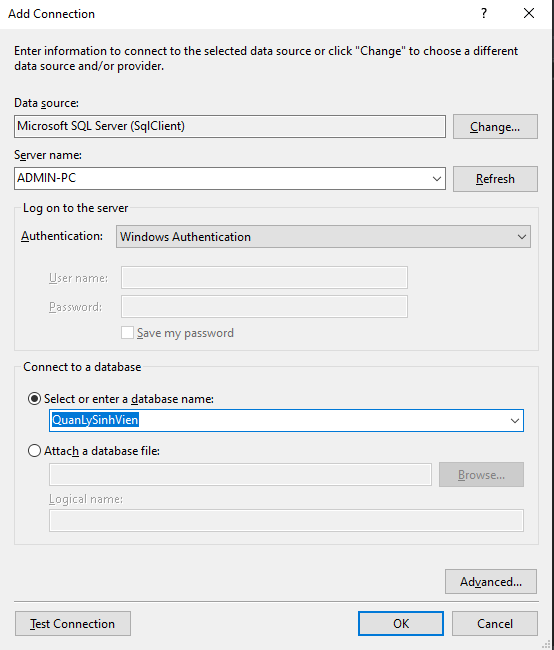 Add Connection
Enter information to connect to the selected data source or click "Change" to choose a different
data source and/or provider.
Data source:
Microsoft SQL Server (SqlClient)
Change...
Server name:
ADMIN-PC
Refresh
Log on to the server
Authentication:
Windows Authentication
User name:
Password:
Save my password
Connect to a database
Select or enter a database name:
QuanLySinhVien
Attach a database file:
Browse...
Logical name:
Advanced...
Test Connection
OK
Cancel